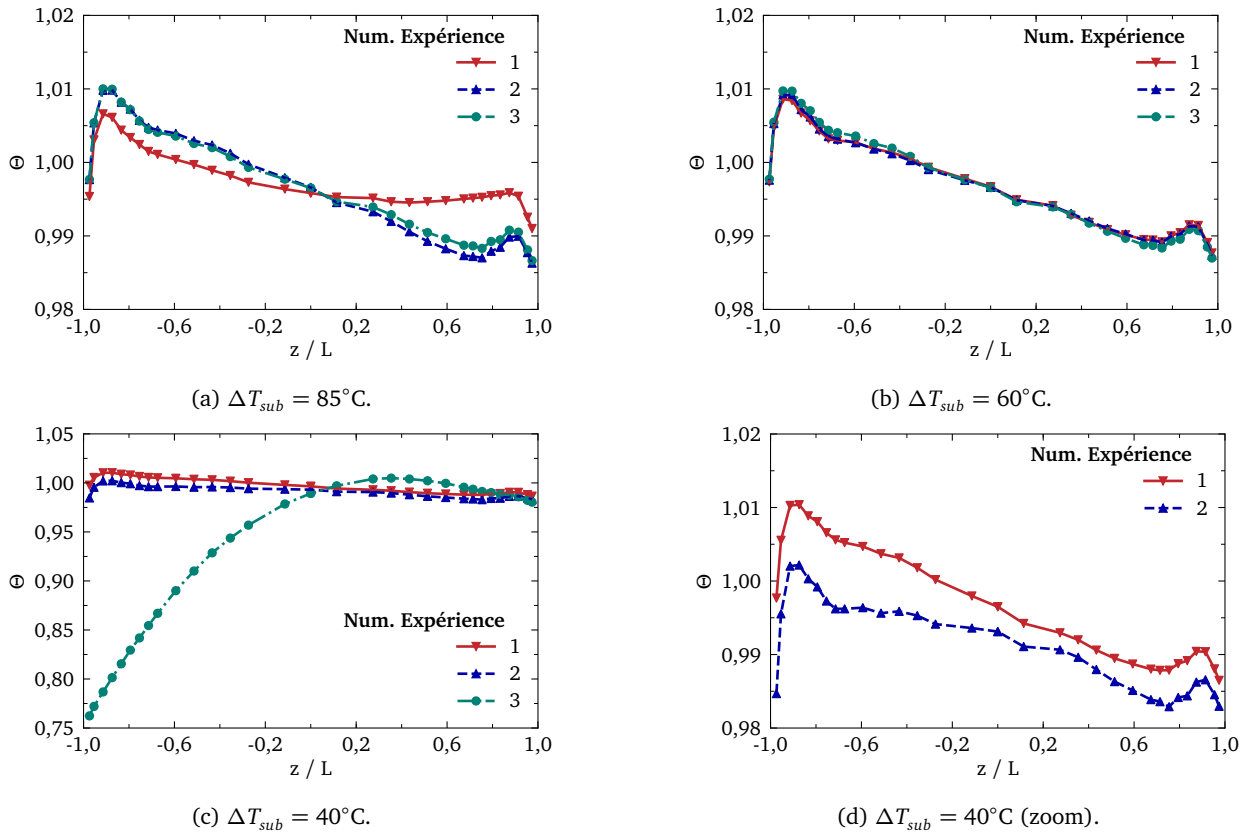 1,02
1,01
1,00
0,99
0,98
Θ
-1,0 -0,6 -0,2 0,2 0,6 1,0
z / L
Num. Expérience
1
2
3
(a) ΔT_sub = 85°C.
1,02
1,01
1,00
0,99
0,98
Θ
-1,0 -0,6 -0,2 0,2 0,6 1,0
z / L
Num. Expérience
1
2
3
(b) ΔT_sub = 60°C.
1,05
1,00
0,95
0,90
0,85
0,80
0,75
Θ
-1,0 -0,6 -0,2 0,2 0,6 1,0
z / L
Num. Expérience
1
2
3
(c) ΔT_sub = 40°C.
1,02
1,01
1,00
0,99
0,98
Θ
-1,0 -0,6 -0,2 0,2 0,6 1,0
z / L
Num. Expérience
1
2
(d) ΔT_sub = 40°C (zoom).